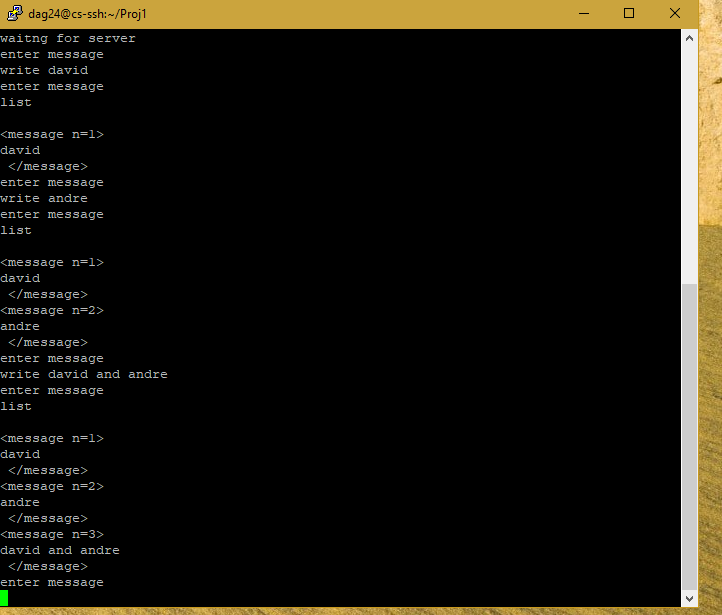 dag24@cs-ssh:~/Proj1
waitng for server
enter message
write david
enter message
list
<message n=1>
david
</message>
enter message
write andre
enter message
list
<message n=1>
david
</message>
<message n=2>
andre
</message>
enter message
write david and andre
enter message
list
<message n=1>
david
</message>
<message n=2>
andre
</message>
<message n=3>
david and andre
</message>
enter message